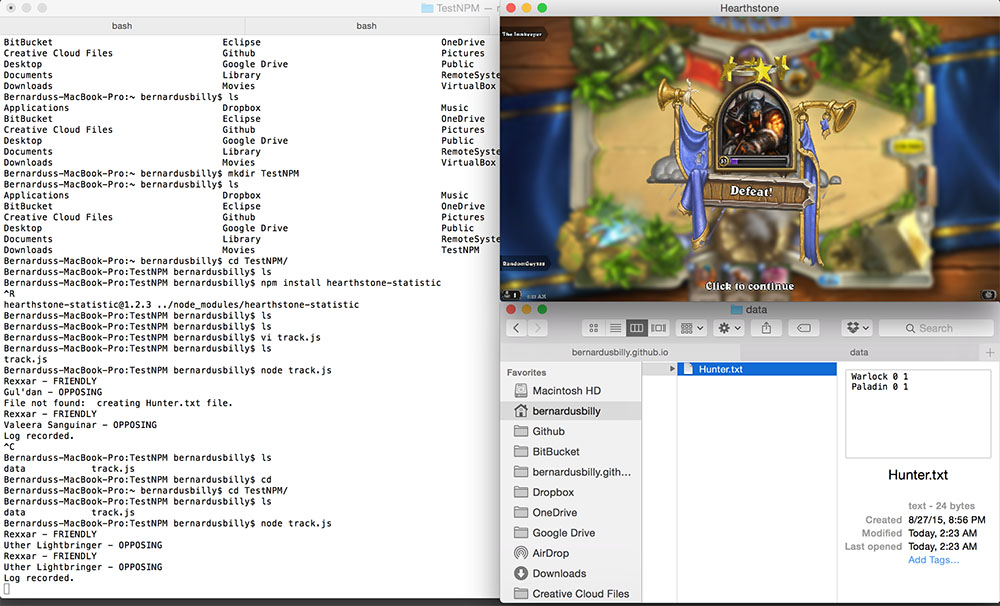 TestNPM —
bash bash
BitBucket Eclipse OneDrive
Creative Cloud Files Github Pictures
Desktop Google Drive Public
Documents Library RemoteSyste
Downloads Movies VirtualBox
Bernarduss-MacBook-Pro:~ bernardusbilly$ ls
Applications Dropbox Music
BitBucket Eclipse OneDrive
Creative Cloud Files Github Pictures
Desktop Google Drive Public
Documents Library RemoteSyste
Downloads Movies VirtualBox
Bernarduss-MacBook-Pro:~ bernardusbilly$ mkdir TestNPM
Bernarduss-MacBook-Pro:~ bernardusbilly$ ls
Applications Dropbox Music
BitBucket Eclipse OneDrive
Creative Cloud Files Github Pictures
Desktop Google Drive Public
Documents Library RemoteSyste
Downloads Movies VirtualBox
TestNPM
Bernarduss-MacBook-Pro:~ bernardusbilly$ cd TestNPM/
Bernarduss-MacBook-Pro:TestNPM bernardusbilly$ ls
Bernarduss-MacBook-Pro:TestNPM bernardusbilly$ npm install hearthstone-statistic
^R
hearthstone-statistic@1.2.3 ../node_modules/hearthstone-statistic
Bernarduss-MacBook-Pro:TestNPM bernardusbilly$ ls
Bernarduss-MacBook-Pro:TestNPM bernardusbilly$ ls
Bernarduss-MacBook-Pro:TestNPM bernardusbilly$ vi track.js
Bernarduss-MacBook-Pro:TestNPM bernardusbilly$ ls
track.js
Bernarduss-MacBook-Pro:TestNPM bernardusbilly$ node track.js
Rexxar - FRIENDLY
Gul'dan - OPPOSING
File not found: creating Hunter.txt file.
Rexxar - FRIENDLY
Valeera Sanguinar - OPPOSING
Log recorded.
^C
Bernarduss-MacBook-Pro:TestNPM bernardusbilly$ ls
data track.js
Bernarduss-MacBook-Pro:TestNPM bernardusbilly$ cd
Bernarduss-MacBook-Pro:~ bernardusbilly$ cd TestNPM/
Bernarduss-MacBook-Pro:TestNPM bernardusbilly$ ls
data track.js
Bernarduss-MacBook-Pro:TestNPM bernardusbilly$ node track.js
Rexxar - FRIENDLY
Uther Lightbringer - OPPOSING
Rexxar - FRIENDLY
Uther Lightbringer - OPPOSING
Log recorded.
Hearthstone
The Innkeeper
Defeat!
Click to continue
data
Search
bernardusbilly.github.io data
Favorites
Macintosh HD
bernardusbilly
Github
BitBucket
bernardusbilly.gith...
Dropbox
OneDrive
Google Drive
AirDrop
Downloads
Creative Cloud Files
Hunter.txt
Warlock 0 1
Paladin 0 1
Hunter.txt
text - 24 bytes
Created 8/27/15, 8:56 PM
Modified Today, 2:23 AM
Last opened Today, 2:23 AM
Add Tags...